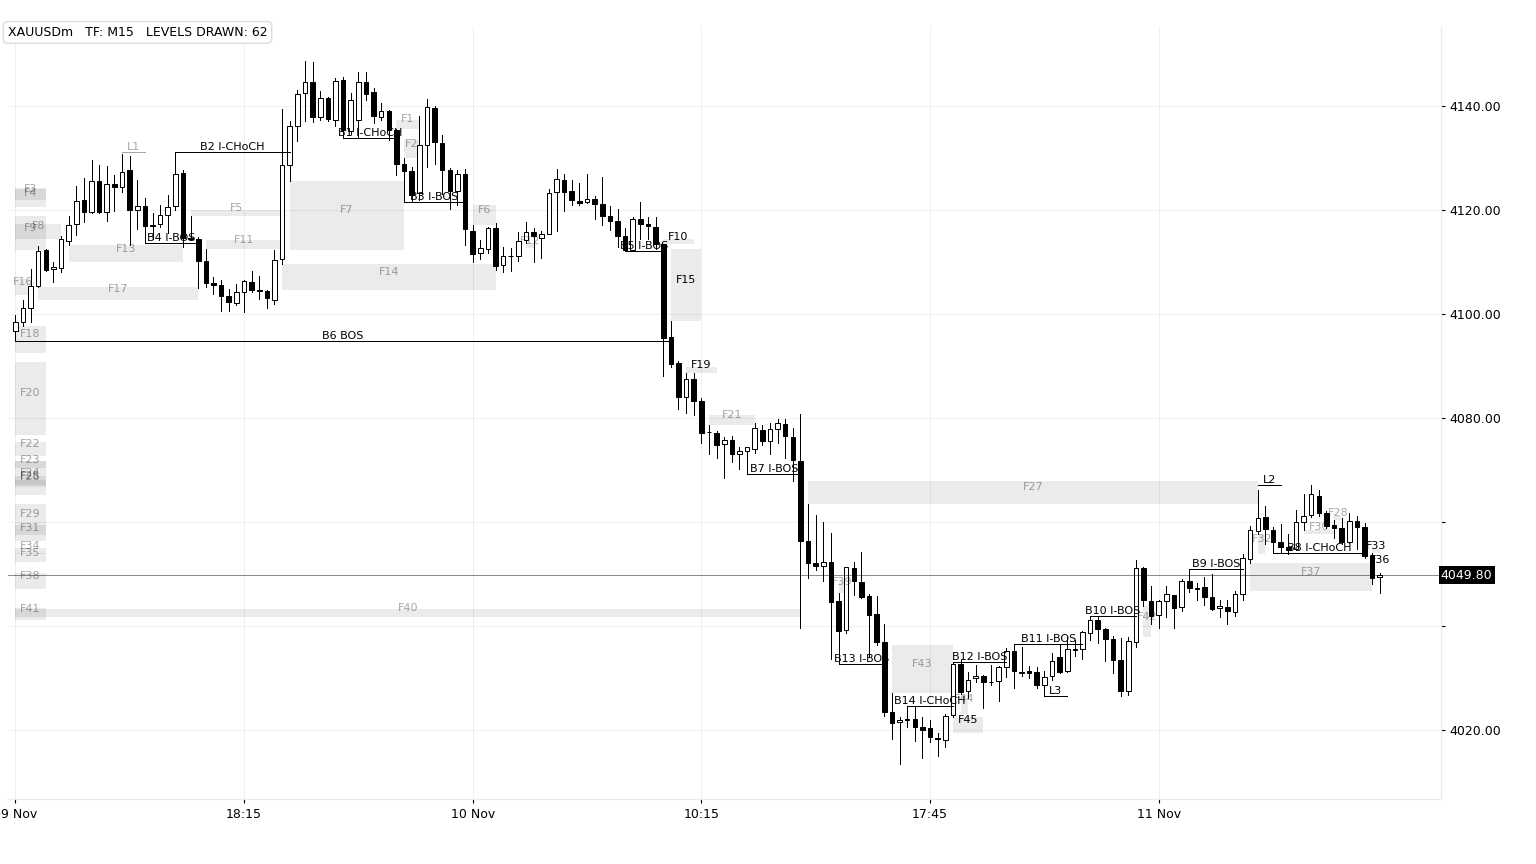 XAUUSDm TF: M15 LEVELS DRAWN: 62
4140.00
F1
B1 I-CHoCH
L1
B2 I-CHoCH
F2
F3
F4
B3 I-BOS
F5
F7
F6
4120.00
F8
F9
B4 I-BOS
F11
F10
B5 I-BOS
F13
F14
F15
F16
F17
4100.00
F18
B6 BOS
F19
F20
F21
4080.00
F22
F23
B7 I-BOS
L2
F27
F29
F28
F31
F30
F32
F34
F35
B8 I-CHoCH
F33
F36
B9 I-BOS
F37
F38
F39
4049.80
F41
F40
B10 I-BOS
B11 I-BOS
B13 I-BOS
F43
B12 I-BOS
L3
B14 I-CHoCH
F45
4020.00
9 Nov
18:15
10 Nov
10:15
17:45
11 Nov